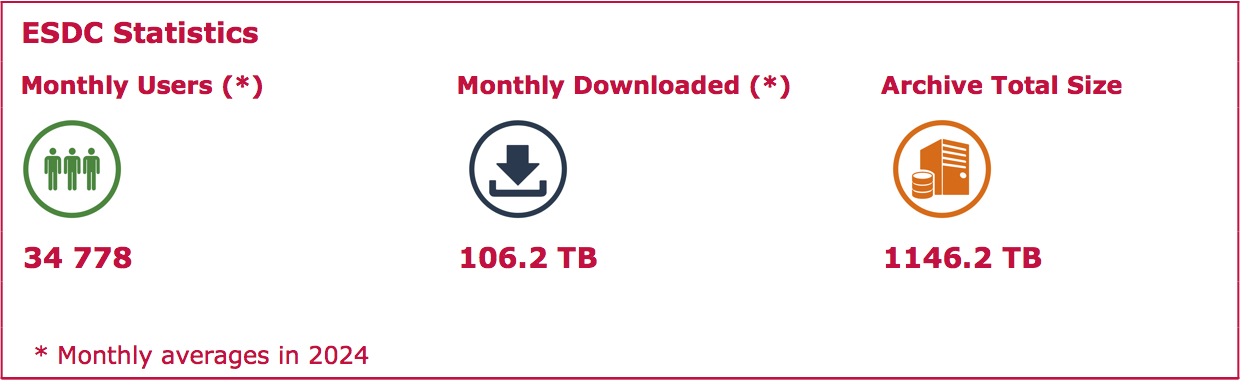 ESDC Statistics
Monthly Users (*)
Monthly Downloaded (*)
Archive Total Size
34 778
106.2 TB
1146.2 TB
* Monthly averages in 2024